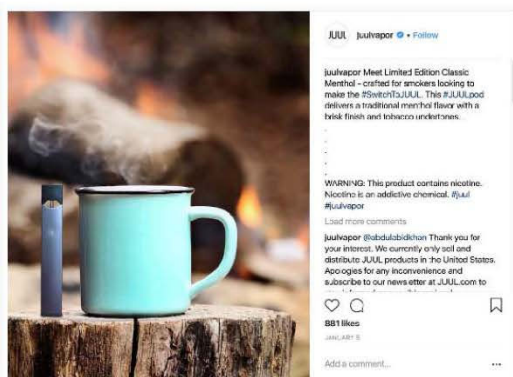 JUUL juulvapor • Follow
juulvapor Meet Limited Edition Classic
Menthol – crafted for smokers looking to
make the #SwitchToJUUL. This #JUULpod
delivers a traditional menthol flavor with a
brisk finish and tobacco undertones.
.
.
.
.
.
WARNING: This product contains nicotine.
Nicotine is an addictive chemical. #juul
#juulvapor
Load more comments
juulvapor @abdulabidkhan Thank you for
your interest. We currently only sell and
distribute JUUL products in the United States.
Apologies for any inconvenience and
subscribe to our newsletter at JUUL.com to
881 likes
JANUARY 5
Add a comment...